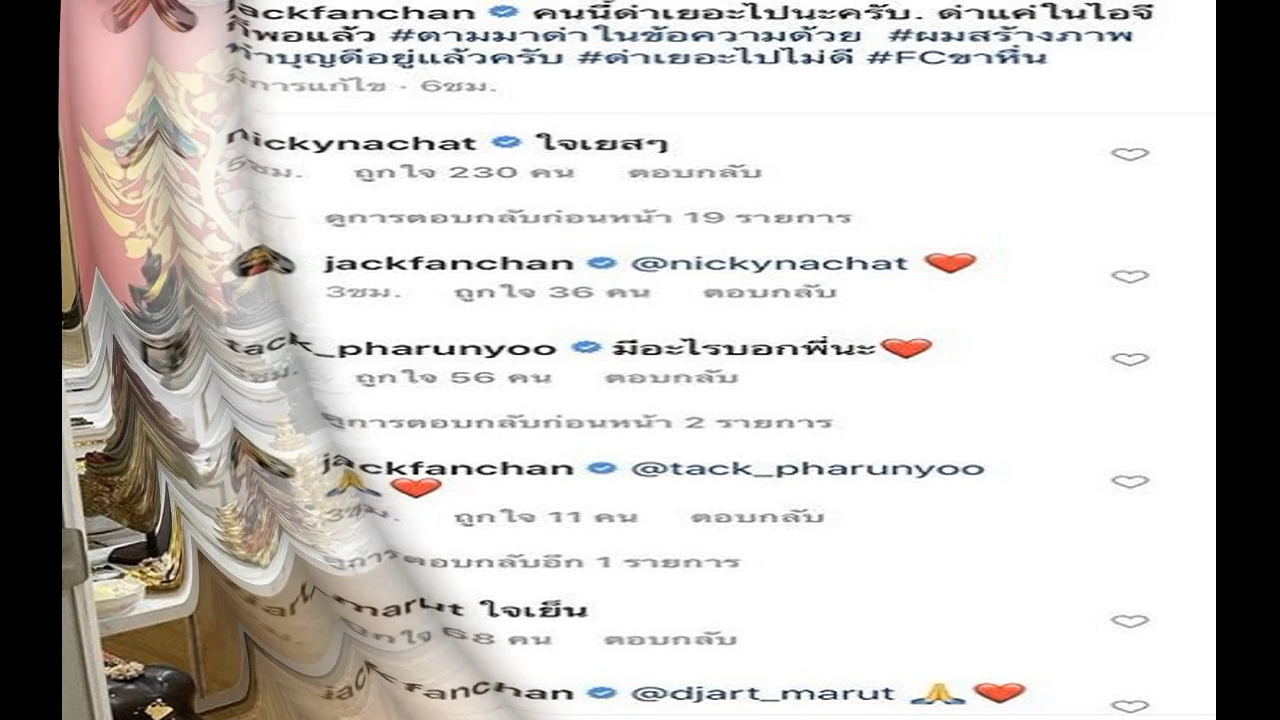 jackfanchan คนนี้ด่าเยอะไปนะครับ. ด่าแค่ในไอจี
ก็พอแล้ว #ตามมาด่าในข้อความด้วย #ผมสร้างภาพ
ทำบุญดีอยู่แล้วครับ #ด่าเยอะไปไม่ดี #FCขาหื่น
มีการแก้ไข · 6ชม.
nickynachat ใจเยสๆ
5ชม. ถูกใจ 230 คน ตอบกลับ
ดูการตอบกลับก่อนหน้า 19 รายการ
jackfanchan @nickynachat ❤️
3ชม. ถูกใจ 36 คน ตอบกลับ
tack_pharunyoo มีอะไรบอกพี่นะ❤️
ถูกใจ 56 คน ตอบกลับ
ดูการตอบกลับก่อนหน้า 2 รายการ
jackfanchan @tack_pharunyoo
🙏 ❤️
3ชม. ถูกใจ 11 คน ตอบกลับ
ดูการตอบกลับอีก 1 รายการ
djart_marut ใจเย็น
ถูกใจ 68 คน ตอบกลับ
jackfanchan @djart_marut 🙏❤️